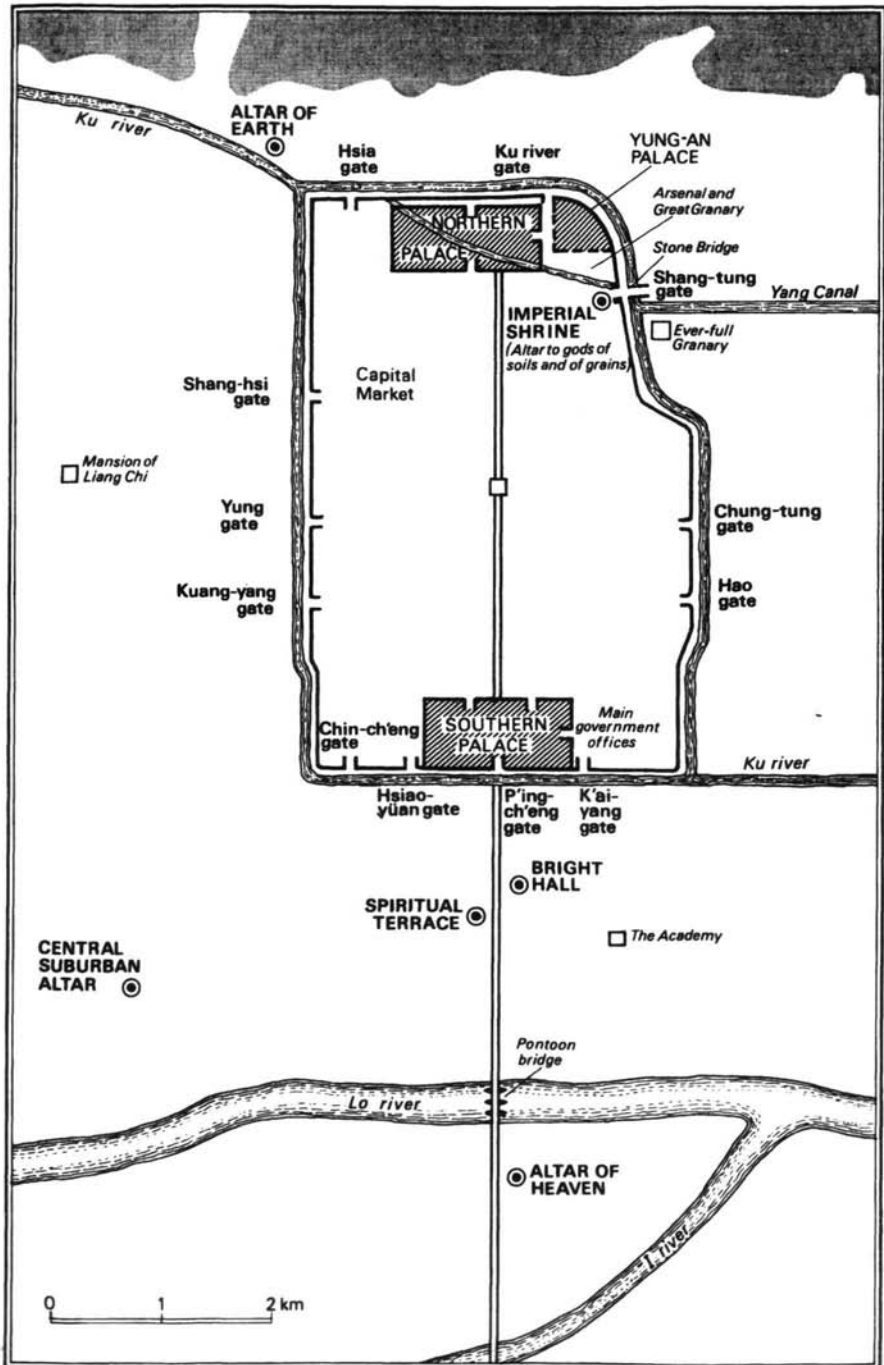 ALTAR OF
EARTH
Ku river
Hsia
gate
Ku river
gate
YUNG-AN
PALACE
Arsenal and
Great Granary
NORTHERN
PALACE
Stone Bridge
Shang-tung
gate
Yang Canal
IMPERIAL
SHRINE
(Altar to gods of
soils and of grains)
Ever-full
Granary
Capital
Market
Shang-hsi
gate
Mansion of
Liang Chi
Yung
gate
Chung-tung
gate
Kuang-yang
gate
Hao
gate
Chin-ch'eng
gate
SOUTHERN
PALACE
Main
government
offices
Ku river
Hsiao-
yüan gate
P'ing-
ch'eng
gate
K'ai-
yang
gate
BRIGHT
HALL
SPIRITUAL
TERRACE
The Academy
CENTRAL
SUBURBAN
ALTAR
Pontoon
bridge
Lo river
ALTAR OF
HEAVEN
I river
0 1 2 km